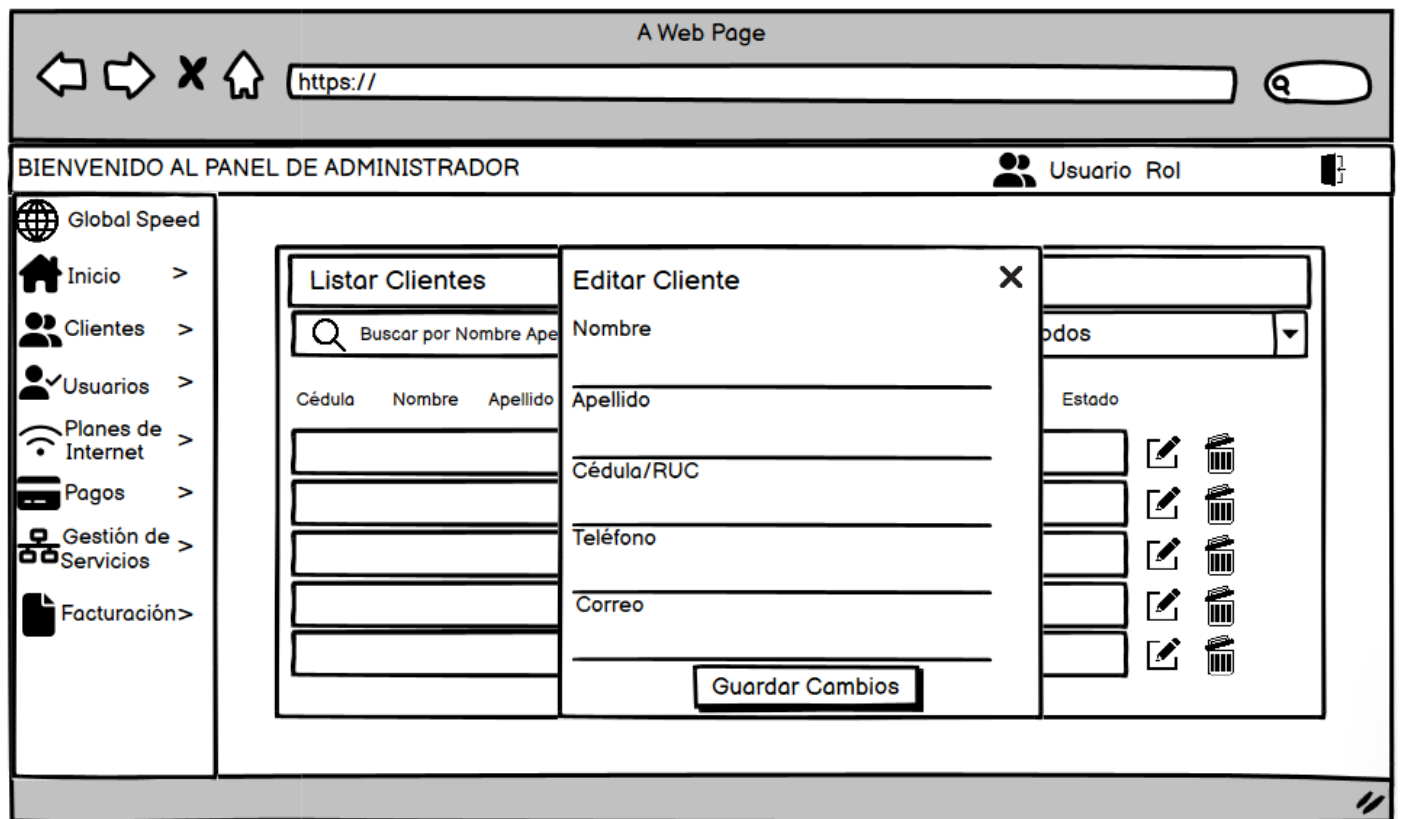 A Web Page
https://
BIENVENIDO AL PANEL DE ADMINISTRADOR
Usuario Rol
Global Speed
Inicio >
Clientes >
Usuarios >
Planes de
Internet >
Pagos >
Gestión de
Servicios >
Facturación>
Listar Clientes
Buscar por Nombre Ape
odos
Cédula Nombre Apellido
Estado
Editar Cliente X
Nombre
Apellido
Cédula/RUC
Teléfono
Correo
Guardar Cambios